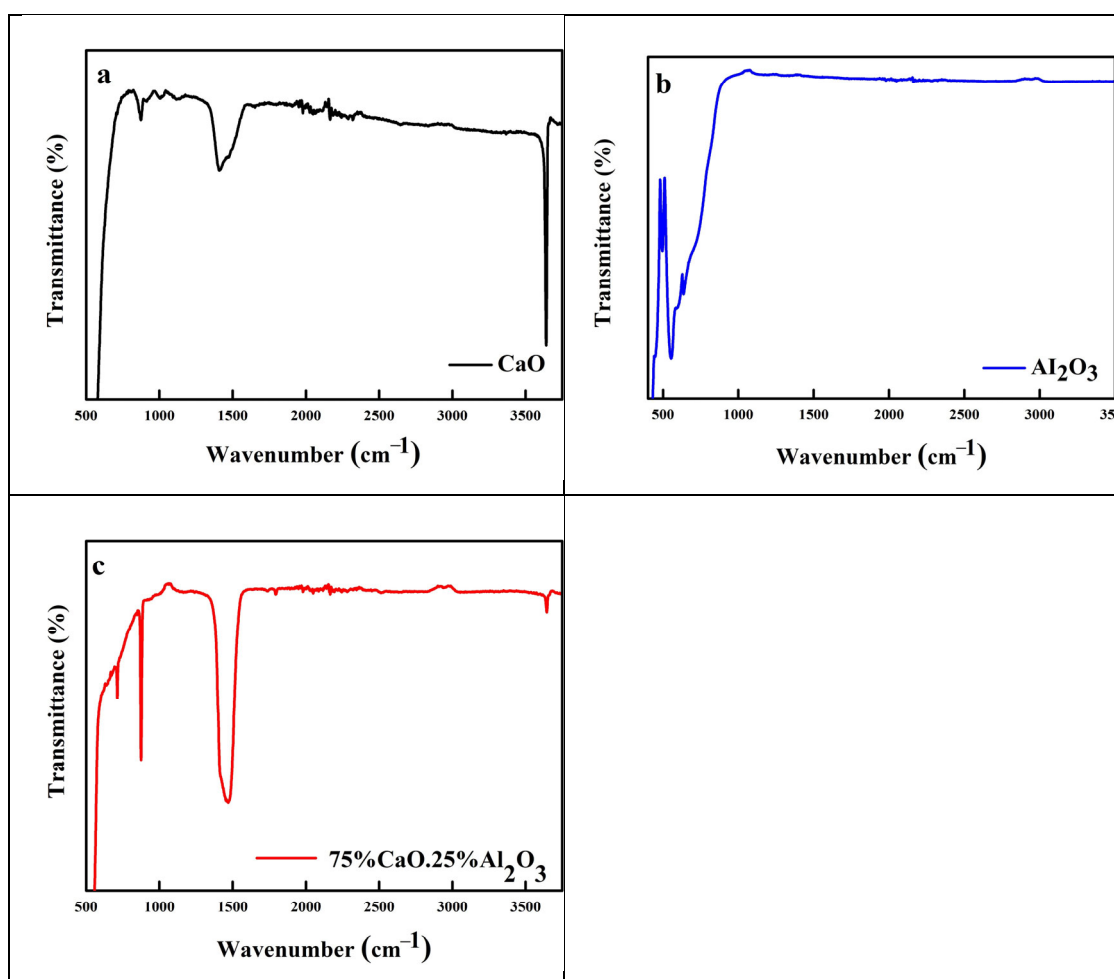 a
Transmittance (%)
CaO
500 1000 1500 2000 2500 3000 3500
Wavenumber (cm⁻¹)
b
Transmittance (%)
AI₂O₃
500 1000 1500 2000 2500 3000
Wavenumber (cm⁻¹)
c
Transmittance (%)
75%CaO.25%Al₂O₃
500 1000 1500 2000 2500 3000 3500
Wavenumber (cm⁻¹)